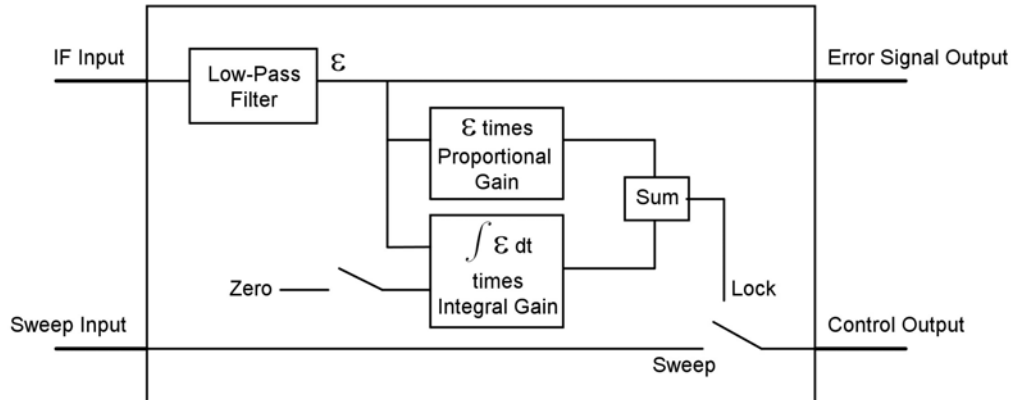 IF Input
Low-Pass
Filter
ε
Error Signal Output
ε times
Proportional
Gain
Sum
∫ ε dt
times
Integral Gain
Zero
Lock
Sweep Input
Control Output
Sweep